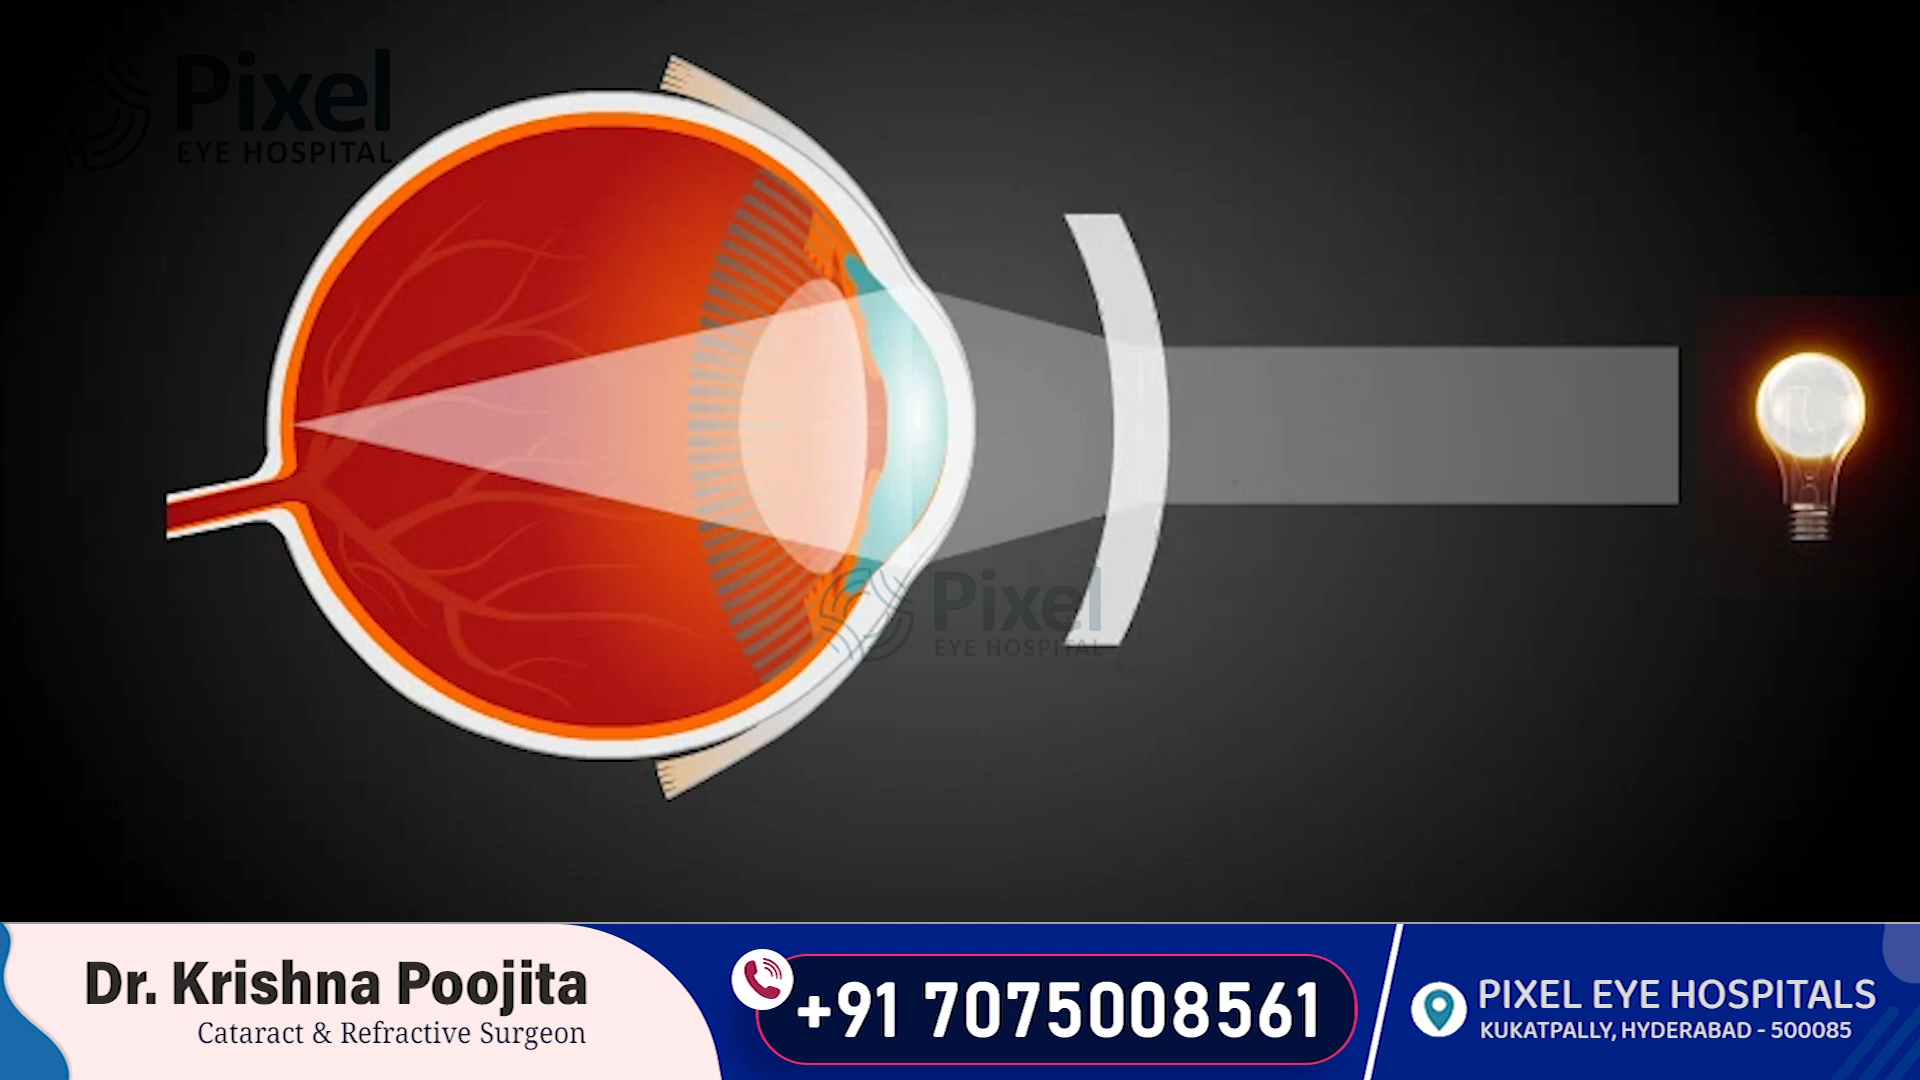 Pixel
EYE HOSPITAL
Pixel
EYE HOSPITAL
Dr. Krishna Poojita
Cataract & Refractive Surgeon
+91 7075008561
PIXEL EYE HOSPITALS
KUKATPALLY, HYDERABAD - 500085